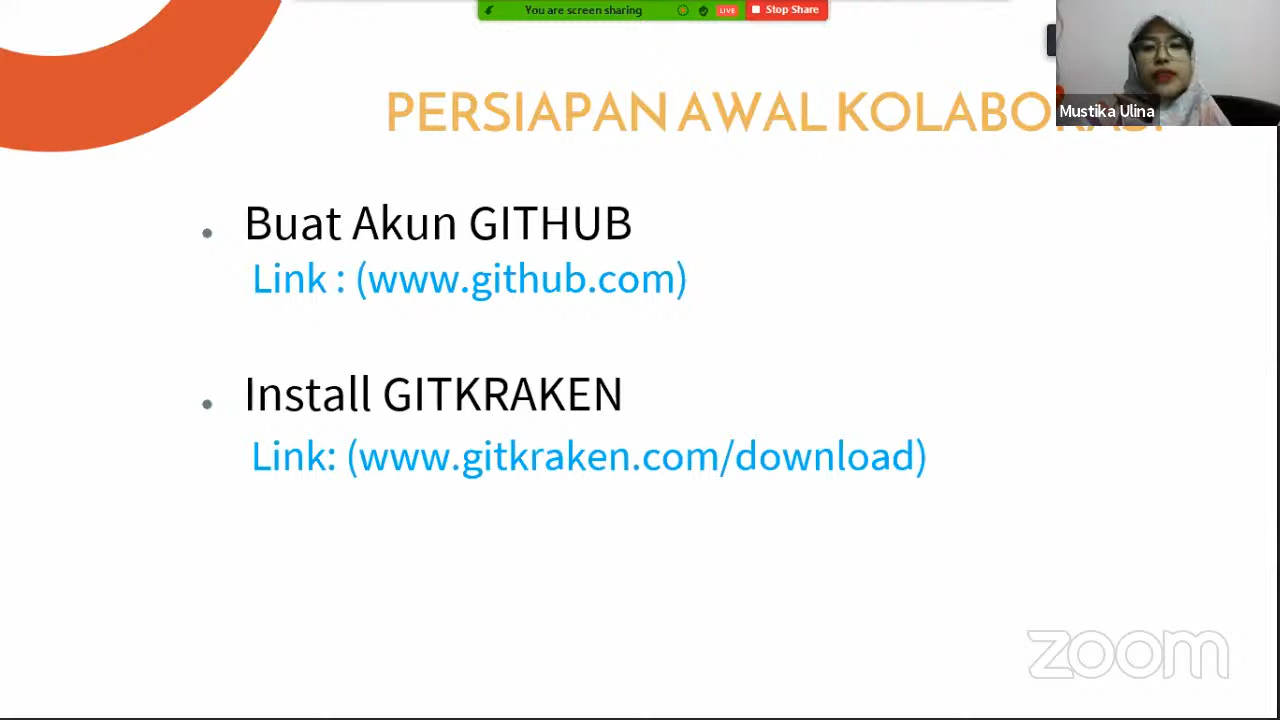 You are screen sharing
LIVE
Stop Share
PERSIAPAN AWAL
Mustika Ulina
Buat Akun GITHUB
Link : (www.github.com)
Install GITKRAKEN
Link: (www.gitkraken.com/download)
zoom